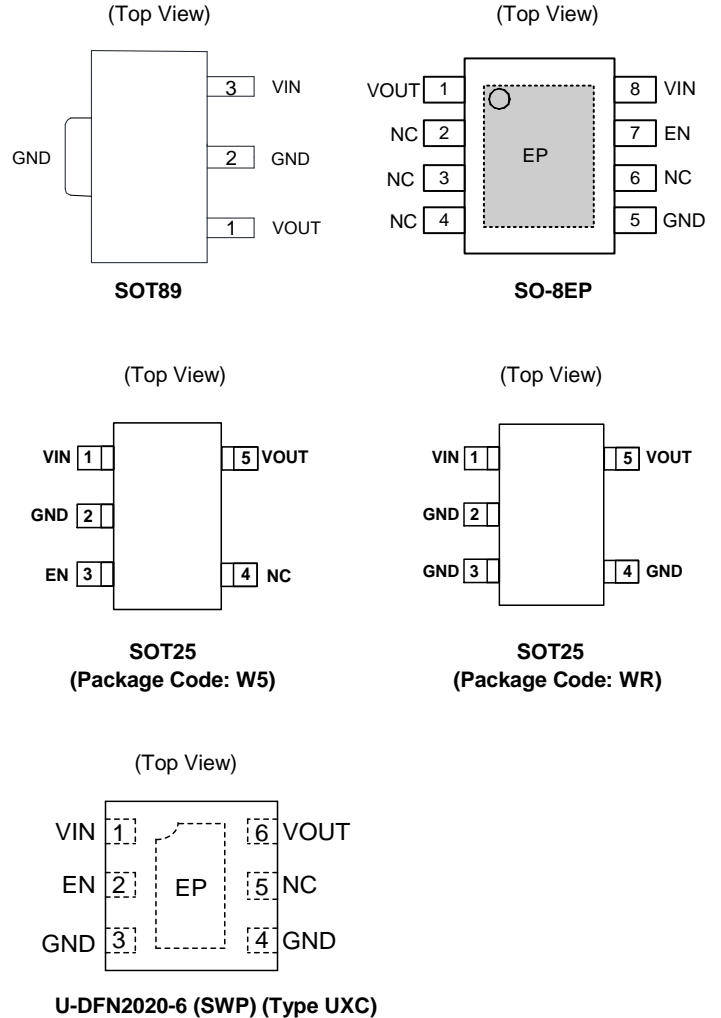 (Top View)
3 VIN
GND
2 GND
1 VOUT
SOT89
(Top View)
VOUT 1 8 VIN
NC 2 7 EN
EP
NC 3 6 NC
NC 4 5 GND
SO-8EP
(Top View)
VIN 1 5 VOUT
GND 2
EN 3 4 NC
SOT25
(Package Code: W5)
(Top View)
VIN 1 5 VOUT
GND 2
GND 3 4 GND
SOT25
(Package Code: WR)
(Top View)
VIN 1 6 VOUT
EN 2 EP 5 NC
GND 3 4 GND
U-DFN2020-6 (SWP) (Type UXC)